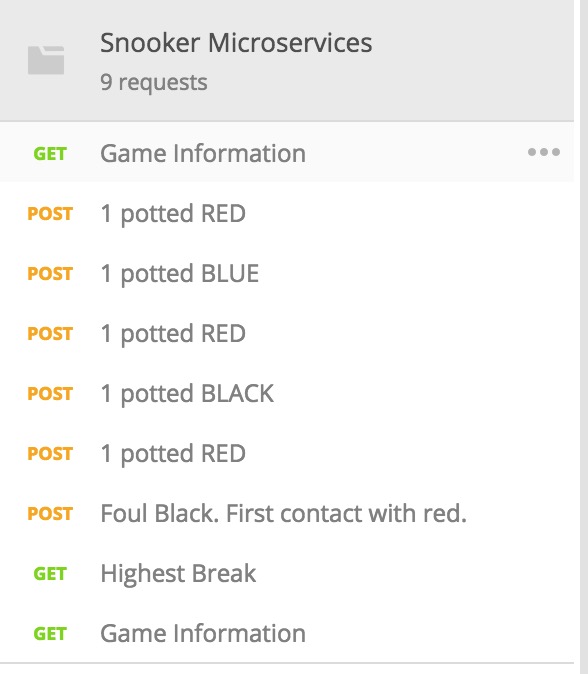 Snooker Microservices
9 requests
GET Game Information
POST 1 potted RED
POST 1 potted BLUE
POST 1 potted RED
POST 1 potted BLACK
POST 1 potted RED
POST Foul Black. First contact with red.
GET Highest Break
GET Game Information